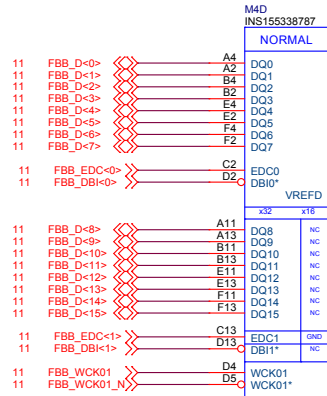 M4D
INS155338787
NORMAL
11 FBB_D<0> A4 DQ0
11 FBB_D<1> A2 DQ1
11 FBB_D<2> B4 DQ2
11 FBB_D<3> B2 DQ3
11 FBB_D<4> E4 DQ4
11 FBB_D<5> E2 DQ5
11 FBB_D<6> F4 DQ6
11 FBB_D<7> F2 DQ7
11 FBB_EDC<0> C2 EDC0
11 FBB_DBI<0> D2 DBI0*
VREFD
x32 x16
11 FBB_D<8> A11 DQ8 NC
11 FBB_D<9> A13 DQ9 NC
11 FBB_D<10> B11 DQ10 NC
11 FBB_D<11> B13 DQ11 NC
11 FBB_D<12> E11 DQ12 NC
11 FBB_D<13> E13 DQ13 NC
11 FBB_D<14> F11 DQ14 NC
11 FBB_D<15> F13 DQ15 NC
11 FBB_EDC<1> C13 EDC1 GND
11 FBB_DBI<1> D13 DBI1* NC
11 FBB_WCK01 D4 WCK01
11 FBB_WCK01_N D5 WCK01*